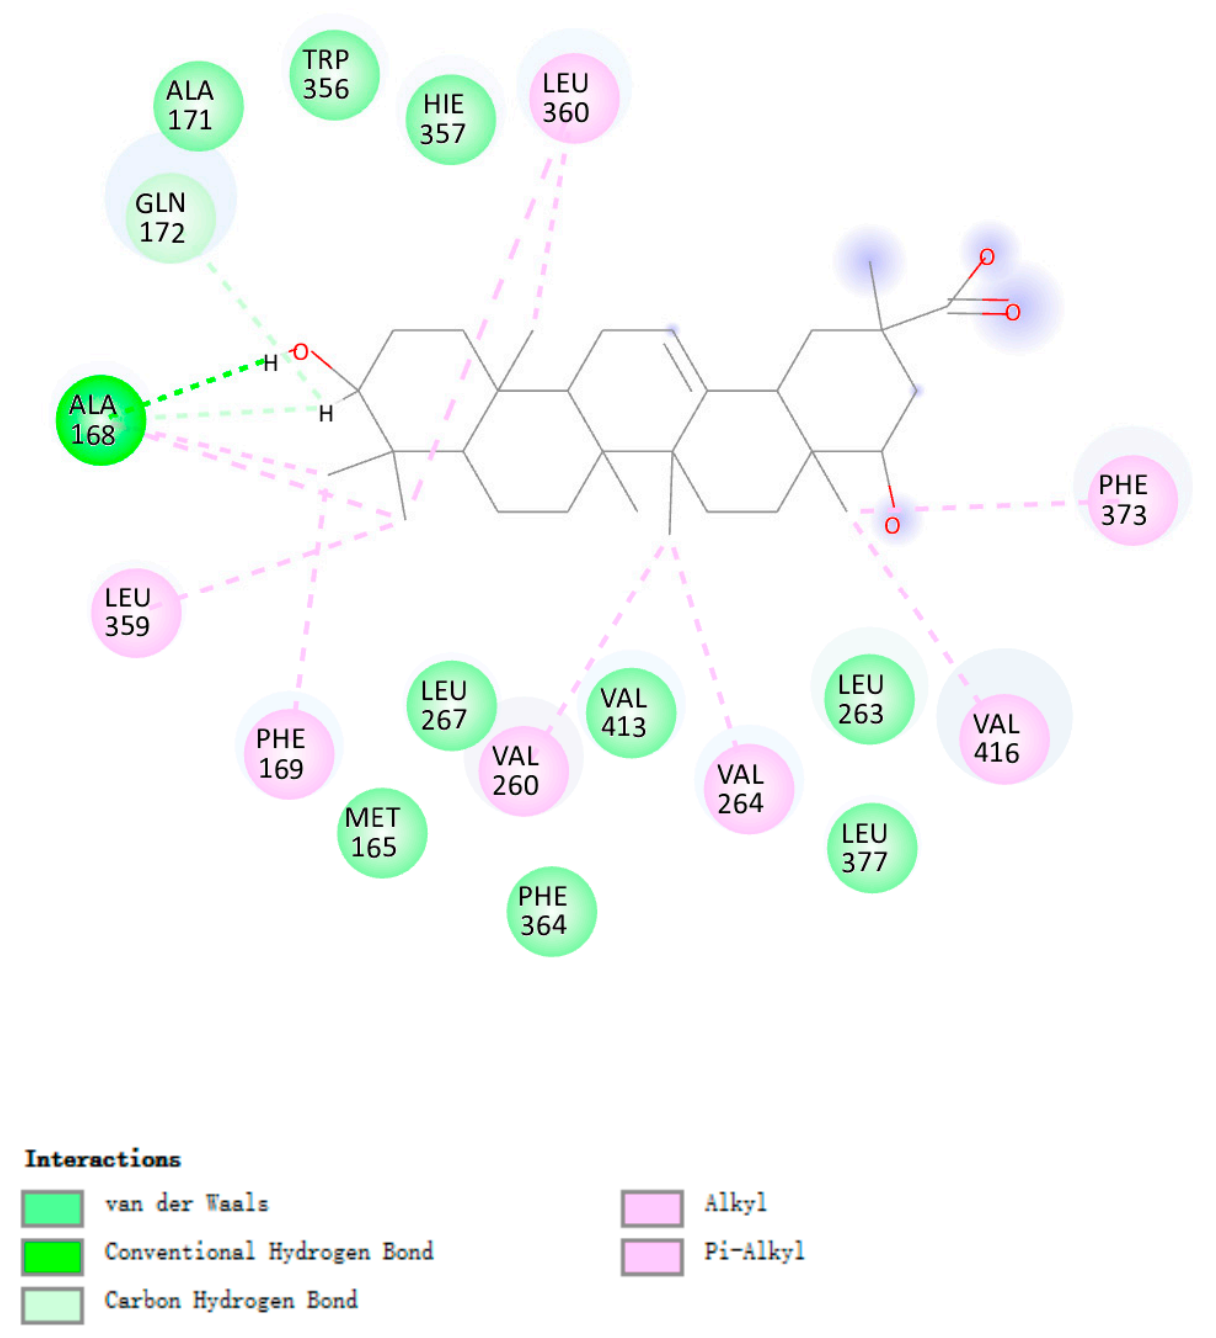 TRP
356
LEU
360
ALA
171
HIE
357
GLN
172
O
O
H
O
H
ALA
168
PHE
373
O
LEU
359
LEU
267
VAL
413
LEU
263
VAL
416
PHE
169
VAL
260
VAL
264
MET
165
LEU
377
PHE
364
Interactions
van der Waals
Alkyl
Conventional Hydrogen Bond
Pi-Alkyl
Carbon Hydrogen Bond